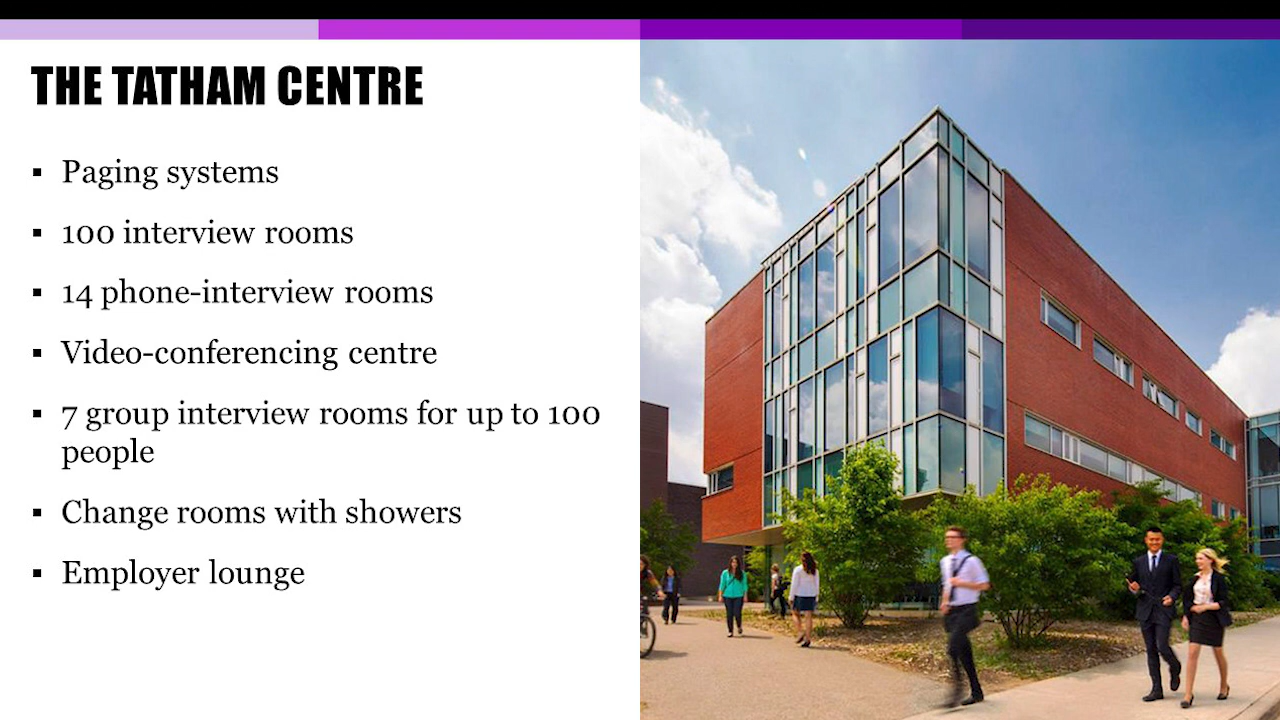 THE TATHAM CENTRE
▪ Paging systems
▪ 100 interview rooms
▪ 14 phone-interview rooms
▪ Video-conferencing centre
▪ 7 group interview rooms for up to 100
people
▪ Change rooms with showers
▪ Employer lounge